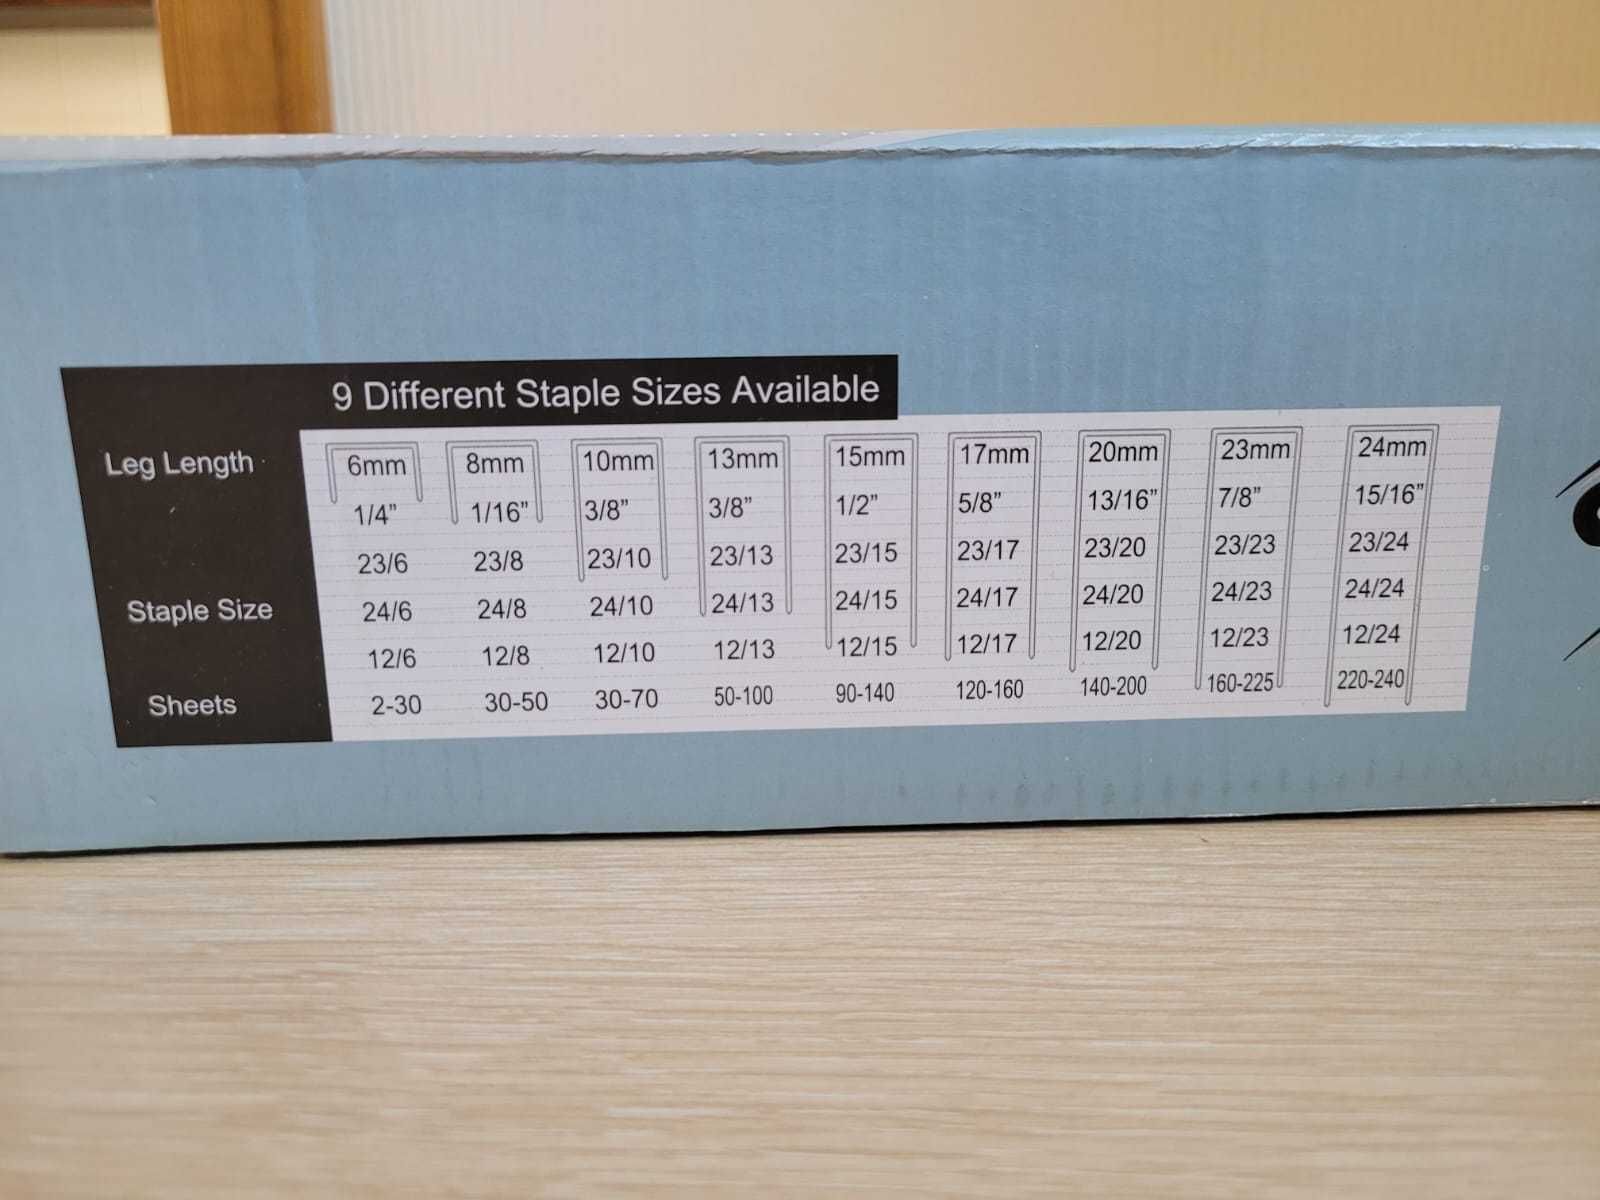 9 Different Staple Sizes Available
Leg Length 6mm 8mm 10mm 13mm 15mm 17mm 20mm 23mm 24mm
1/4” 1/16” 3/8” 3/8” 1/2” 5/8” 13/16” 7/8” 15/16”
23/6 23/8 23/10 23/13 23/15 23/17 23/20 23/23 23/24
Staple Size 24/6 24/8 24/10 24/13 24/15 24/17 24/20 24/23 24/24
12/6 12/8 12/10 12/13 12/15 12/17 12/20 12/23 12/24
Sheets 2-30 30-50 30-70 50-100 90-140 120-160 140-200 160-225 220-240